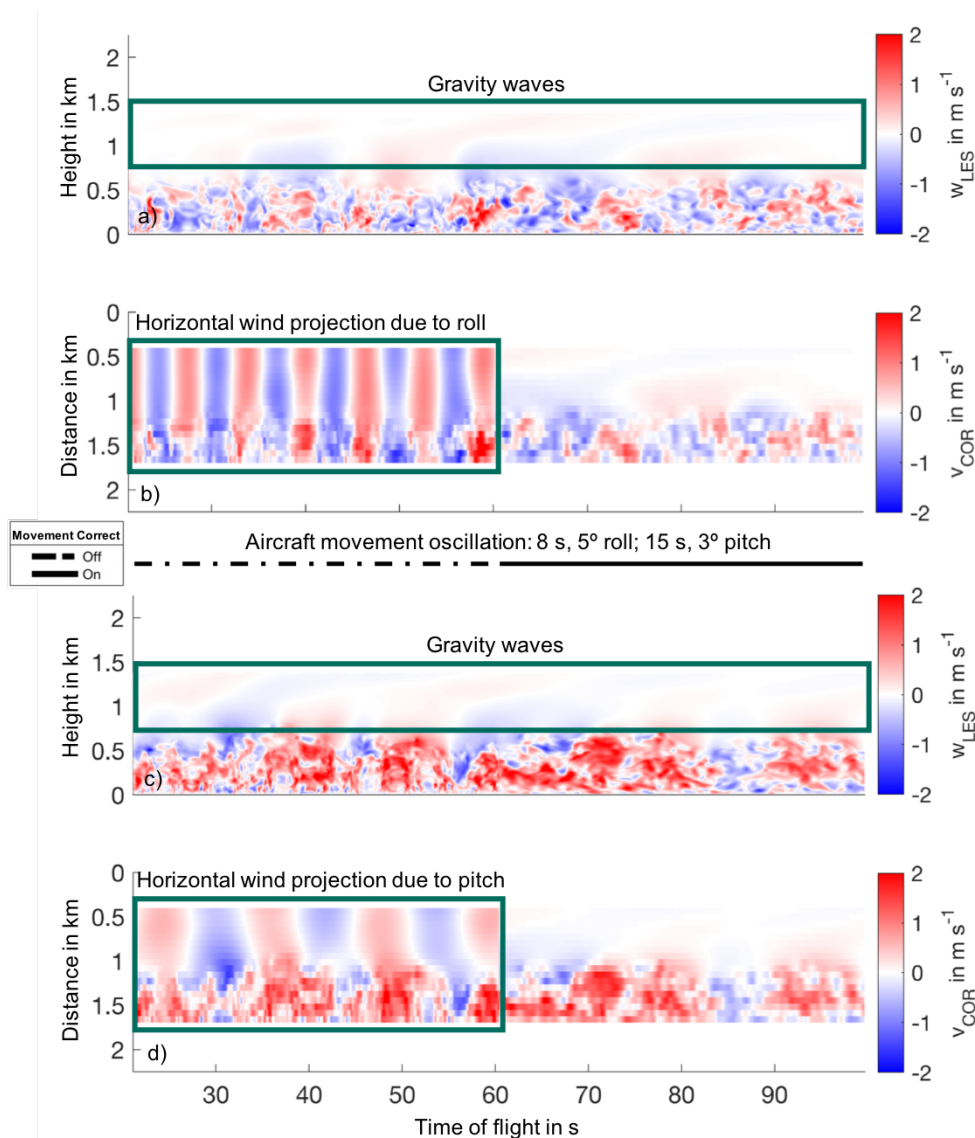 Gravity waves
Height in km
2
1.5
1
0.5
0
a)
2
1
0
-1
-2
w_LES in m s^-1
Horizontal wind projection due to roll
Distance in km
0
0.5
1
1.5
2
b)
2
1
0
-1
-2
v_COR in m s^-1
Movement Correct
Off
On
Aircraft movement oscillation: 8 s, 5º roll; 15 s, 3º pitch
Gravity waves
Height in km
2
1.5
1
0.5
0
c)
2
1
0
-1
-2
w_LES in m s^-1
Horizontal wind projection due to pitch
Distance in km
0
0.5
1
1.5
2
d)
2
1
0
-1
-2
v_COR in m s^-1
30 40 50 60 70 80 90
Time of flight in s